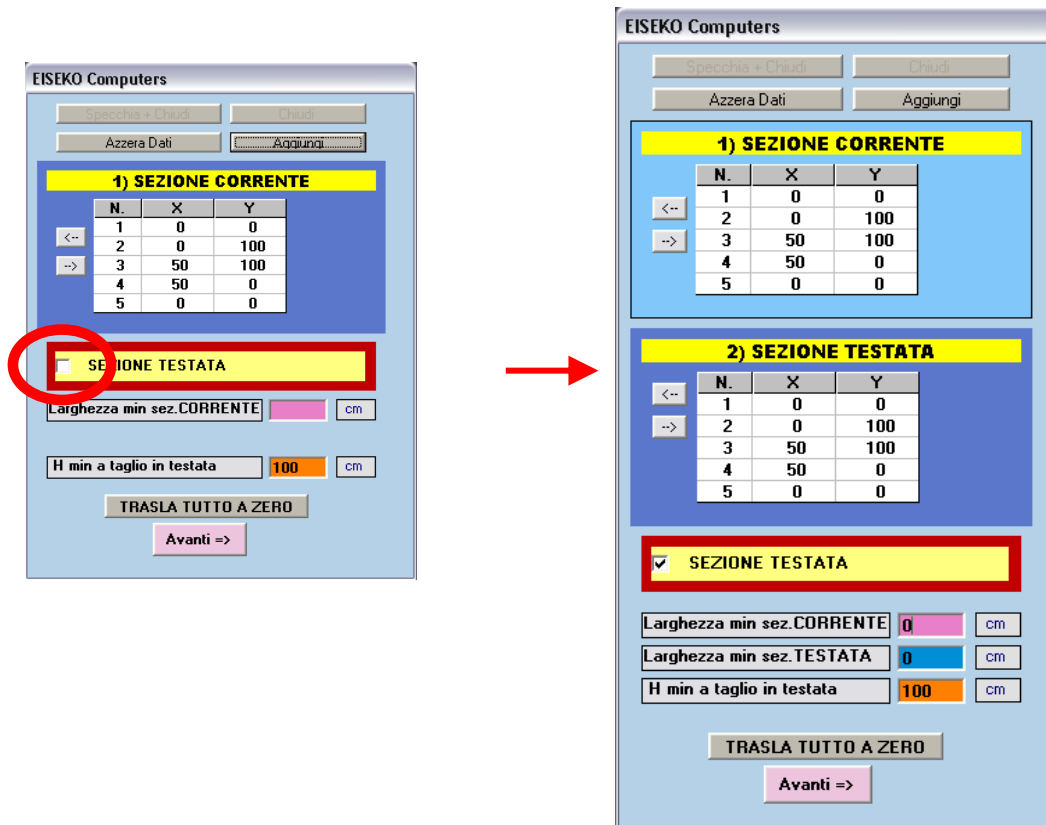 EISEKO Computers
Specchia + Chiudi Chiudi
Azzera Dati Aggiungi
1) SEZIONE CORRENTE
N. X Y
1 0 0
<--
2 0 100
--> 3 50 100
4 50 0
5 0 0
SEZIONE TESTATA
Larghezza min sez.CORRENTE cm
H min a taglio in testata 100 cm
TRASLA TUTTO A ZERO
Avanti =>
EISEKO Computers
Specchia + Chiudi Chiudi
Azzera Dati Aggiungi
1) SEZIONE CORRENTE
N. X Y
1 0 0
<--
2 0 100
--> 3 50 100
4 50 0
5 0 0
2) SEZIONE TESTATA
N. X Y
<--
1 0 0
--> 2 0 100
3 50 100
4 50 0
5 0 0
SEZIONE TESTATA
Larghezza min sez.CORRENTE 0 cm
Larghezza min sez.TESTATA 0 cm
H min a taglio in testata 100 cm
TRASLA TUTTO A ZERO
Avanti =>